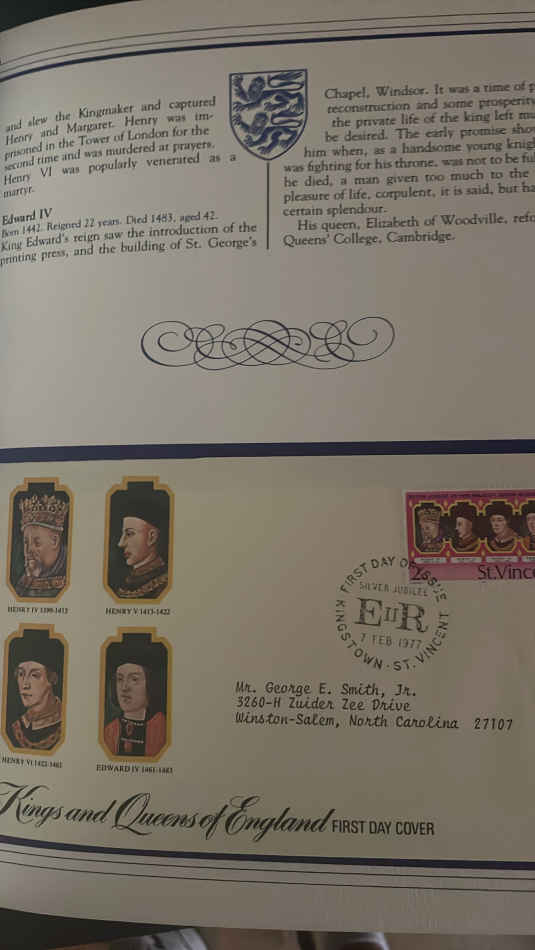 and slew the Kingmaker and captured
Henry and Margaret. Henry was im-
prisoned in the Tower of London for the
second time and was murdered at prayers.
Henry VI was popularly venerated as a
martyr.
Edward IV
Born 1442. Reigned 22 years. Died 1483, aged 42.
King Edward's reign saw the introduction of the
printing press, and the building of St. George's
Chapel, Windsor. It was a time of
reconstruction and some prosperity
the private life of the king left
be desired. The early promise
him when, as a handsome young
was fighting for his throne, was not to be
he died, a man given too much to the
pleasure of life, corpulent, it is said, but
certain splendour.
His queen, Elizabeth of Woodville,
Queens' College, Cambridge.
HENRY IV 1399-1413
HENRY V 1413-1422
HENRY VI 1422-1461
EDWARD IV 1461-1483
St.Vince
FIRST DAY OF ISSUE
SILVER JUBILEE
EIIR
7 FEB 1977
KINGSTOWN · ST. VINCENT
Mr. George E. Smith, Jr.
3260-H Zuider Zee Drive
Winston-Salem, North Carolina 27107
Kings and Queens of England FIRST DAY COVER